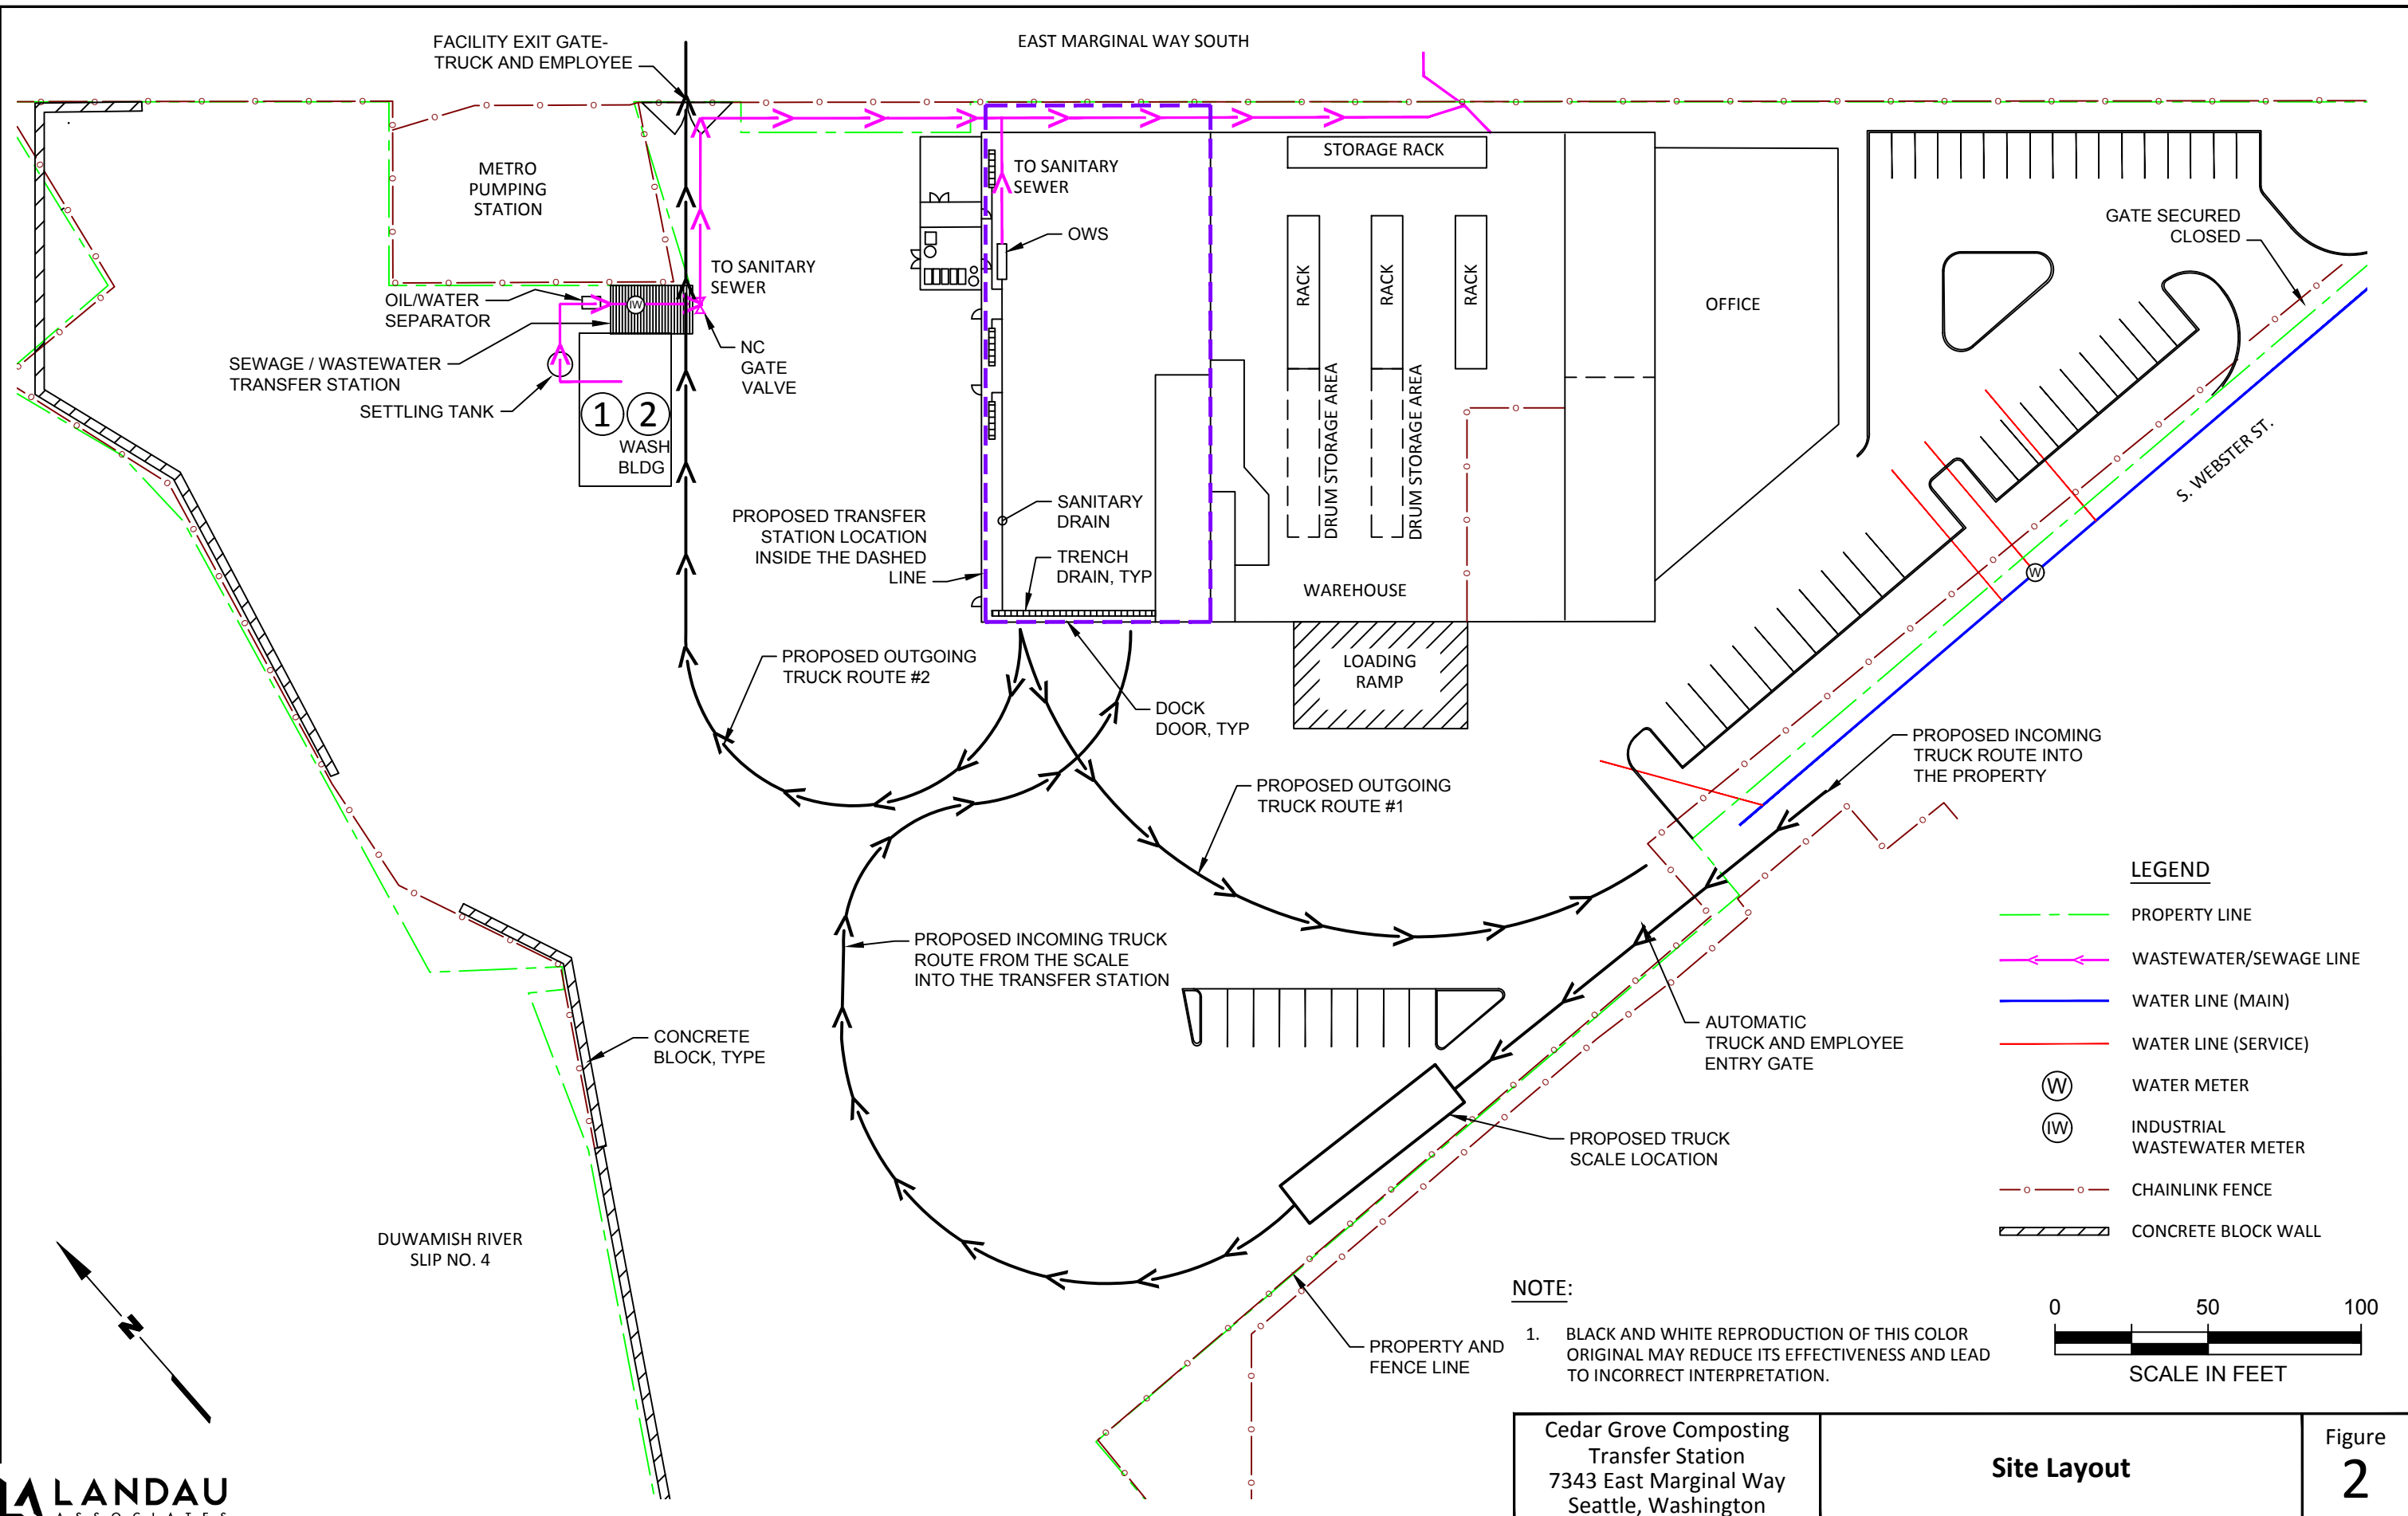 FACILITY EXIT GATE-
TRUCK AND EMPLOYEE
EAST MARGINAL WAY SOUTH
METRO
PUMPING
STATION
TO SANITARY
SEWER
OIL/WATER
SEPARATOR
IW
SEWAGE / WASTEWATER
TRANSFER STATION
SETTLING TANK
NC
GATE
VALVE
1
2
WASH
BLDG
TO SANITARY
SEWER
OWS
STORAGE RACK
RACK
RACK
RACK
DRUM STORAGE AREA
DRUM STORAGE AREA
OFFICE
GATE SECURED
CLOSED
S. WEBSTER ST.
W
PROPOSED TRANSFER
STATION LOCATION
INSIDE THE DASHED
LINE
SANITARY
DRAIN
TRENCH
DRAIN, TYP
WAREHOUSE
LOADING
RAMP
DOCK
DOOR, TYP
PROPOSED OUTGOING
TRUCK ROUTE #2
PROPOSED OUTGOING
TRUCK ROUTE #1
PROPOSED INCOMING
TRUCK ROUTE INTO
THE PROPERTY
PROPOSED INCOMING TRUCK
ROUTE FROM THE SCALE
INTO THE TRANSFER STATION
AUTOMATIC
TRUCK AND EMPLOYEE
ENTRY GATE
CONCRETE
BLOCK, TYPE
PROPOSED TRUCK
SCALE LOCATION
DUWAMISH RIVER
SLIP NO. 4
PROPERTY AND
FENCE LINE
N
LEGEND
PROPERTY LINE
WASTEWATER/SEWAGE LINE
WATER LINE (MAIN)
WATER LINE (SERVICE)
W
WATER METER
IW
INDUSTRIAL
WASTEWATER METER
CHAINLINK FENCE
CONCRETE BLOCK WALL
NOTE:
1. BLACK AND WHITE REPRODUCTION OF THIS COLOR
ORIGINAL MAY REDUCE ITS EFFECTIVENESS AND LEAD
TO INCORRECT INTERPRETATION.
0 50 100
SCALE IN FEET
LANDAU
ASSOCIATES
Cedar Grove Composting
Transfer Station
7343 East Marginal Way
Seattle, Washington
Site Layout
Figure
2